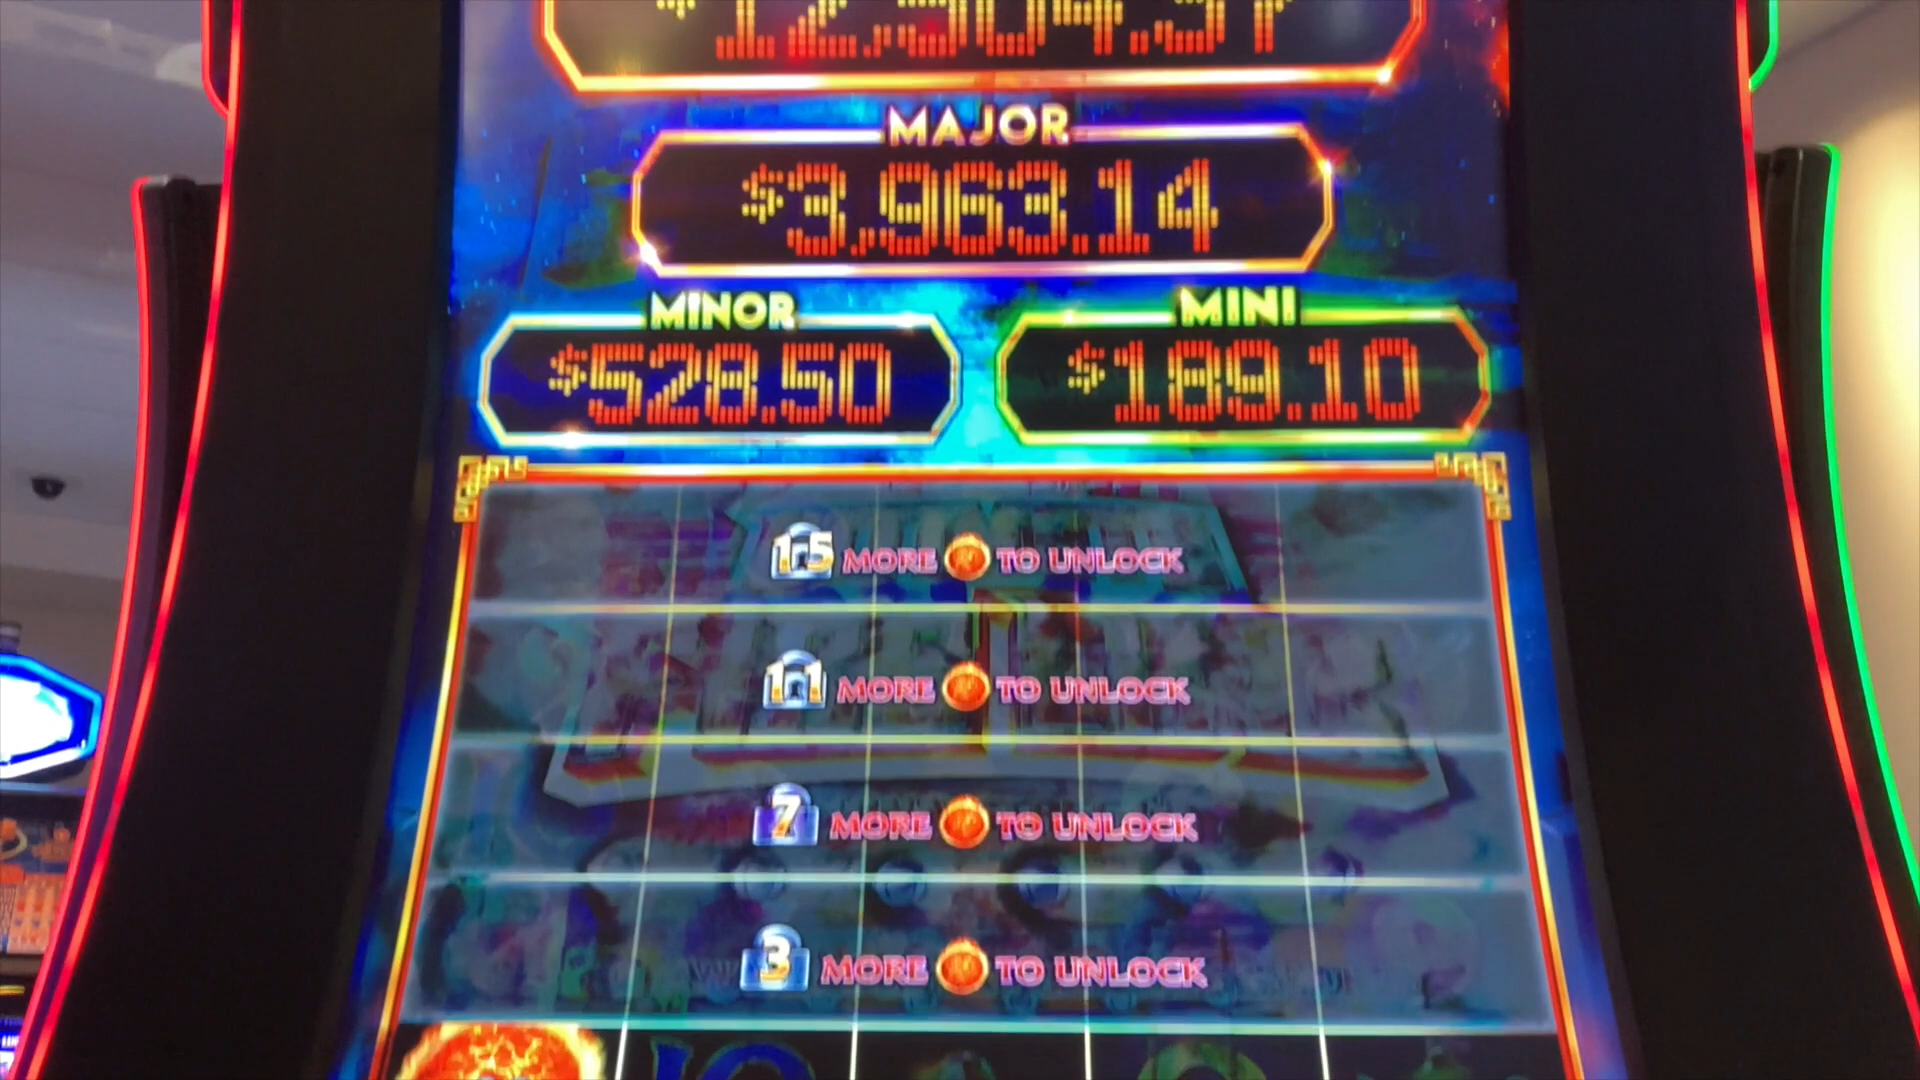 MAJOR
$3,963.14
MINOR
MINI
$528.50
$189.10
15 MORE TO UNLOCK
11 MORE TO UNLOCK
7 MORE TO UNLOCK
3 MORE TO UNLOCK